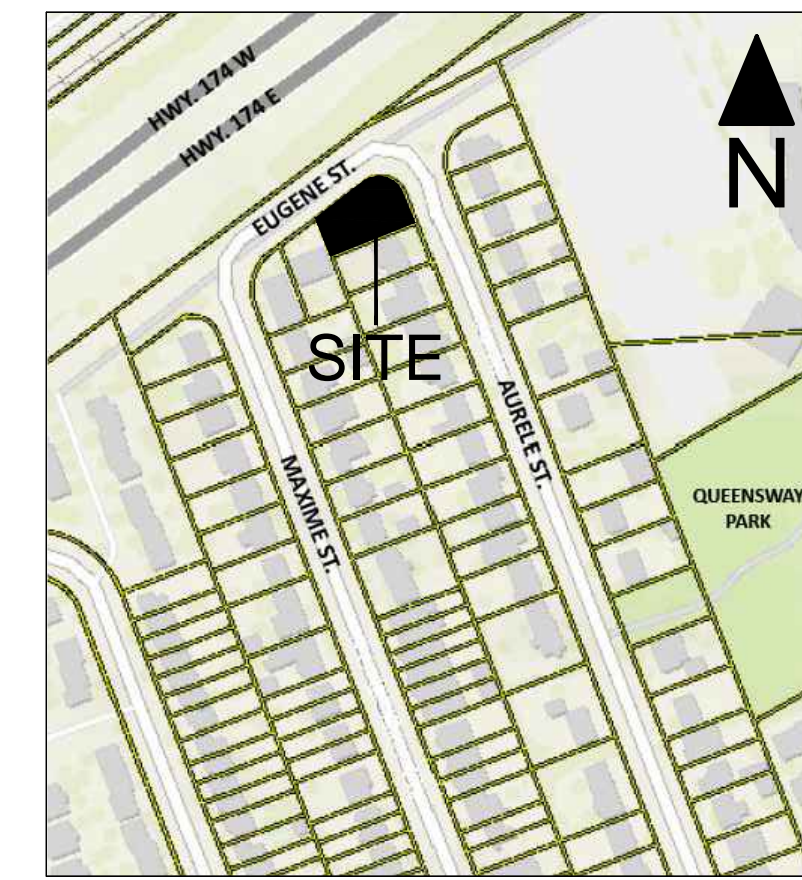 HWY. 174 W
HWY. 174 E
N
EUGENE ST.
SITE
AURELE ST.
MAXIME ST.
QUEENSWAY
PARK